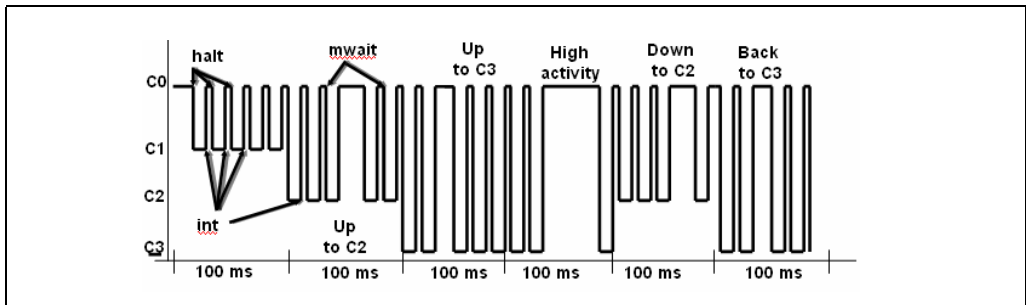 halt
mwait
Up
to C3
High
activity
Down
to C2
Back
to C3
C0
C1
C2
C3
int
Up
to C2
100 ms
100 ms
100 ms
100 ms
100 ms
100 ms